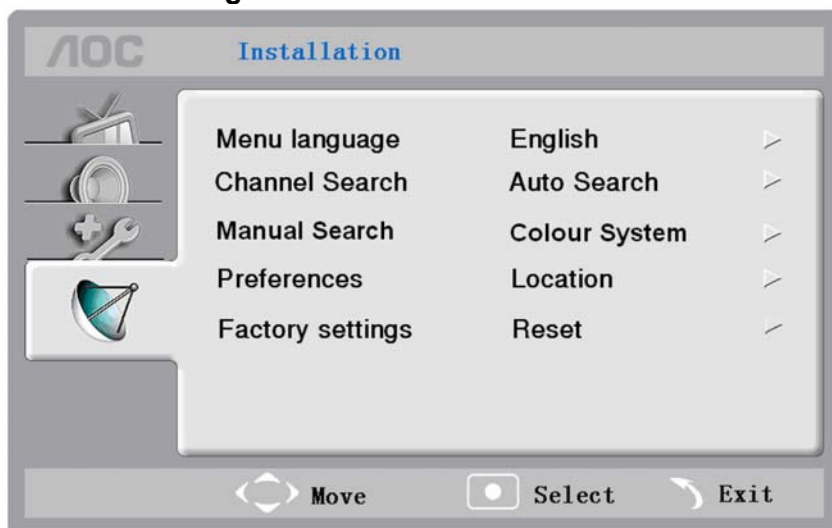 AOC Installation
Menu language English
Channel Search Auto Search
Manual Search Colour System
Preferences Location
Factory settings Reset
Move Select Exit